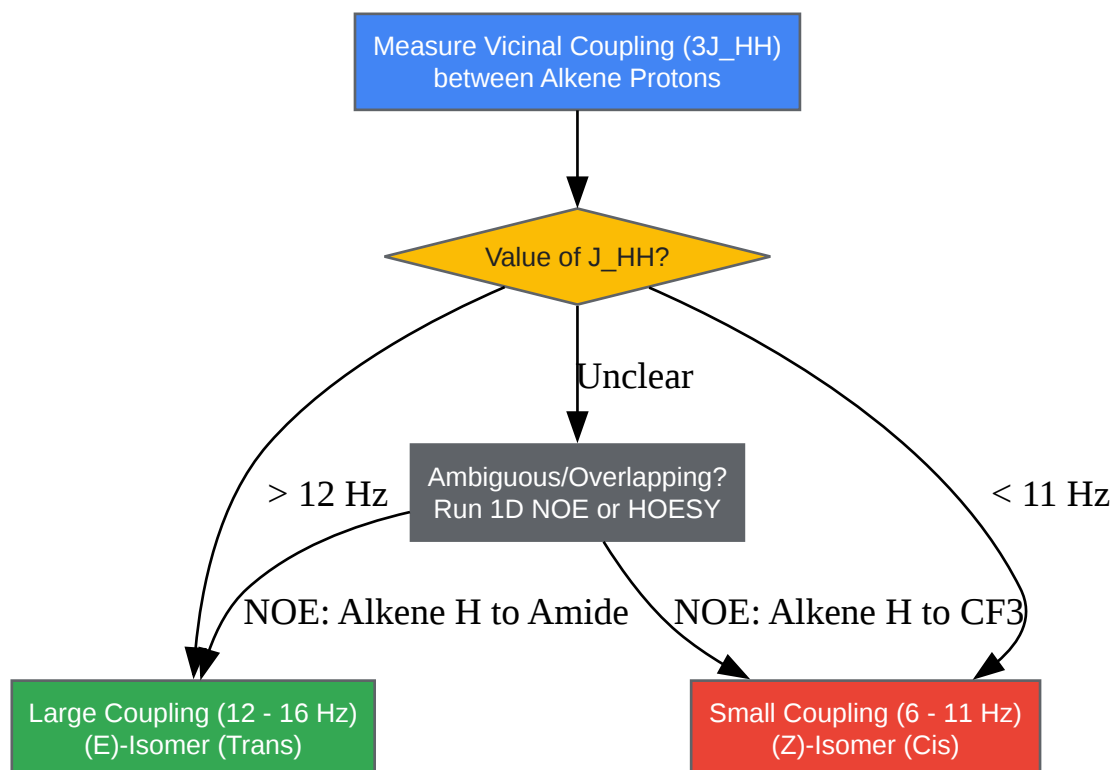 Measure Vicinal Coupling (3J_HH)
between Alkene Protons
Value of J_HH?
Unclear
Ambiguous/Overlapping?
Run 1D NOE or HOESY
> 12 Hz
< 11 Hz
NOE: Alkene H to Amide
NOE: Alkene H to CF3
Large Coupling (12 - 16 Hz)
(E)-Isomer (Trans)
Small Coupling (6 - 11 Hz)
(Z)-Isomer (Cis)